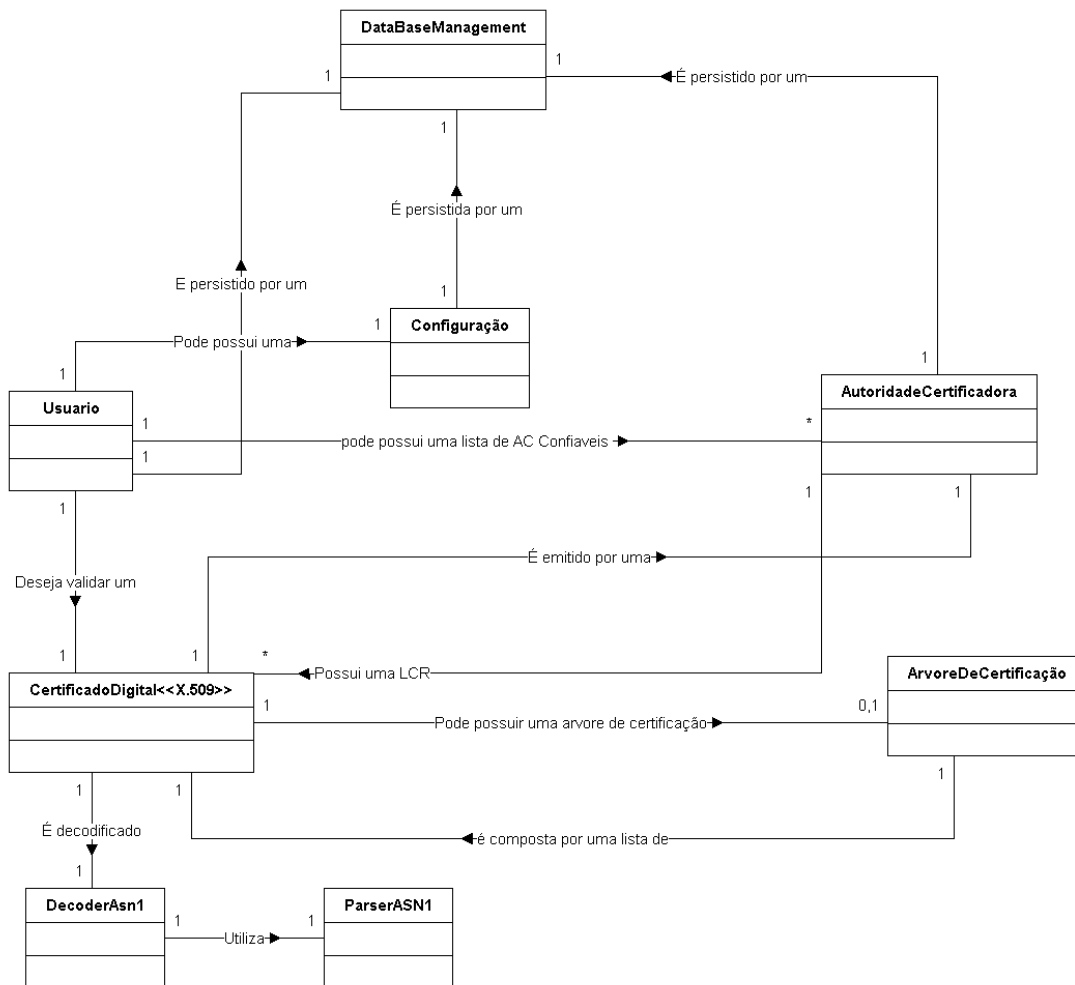 DataBaseManagement
1
1
É persistido por um
1
É persistida por um
E persistido por um
1
1
Configuração
Pode possui uma
1
1
AutoridadeCertificadora
Usuario
1
*
pode possui uma lista de AC Confiaveis
1
1
1
1
É emitido por uma
Deseja validar um
1
1
*
Possui uma LCR
ArvoreDeCertificação
CertificadoDigital<<X.509>>
1
0,1
Pode possuir uma arvore de certificação
1
1
1
É decodificado
é composta por uma lista de
1
DecoderAsn1
ParserASN1
1
1
Utiliza